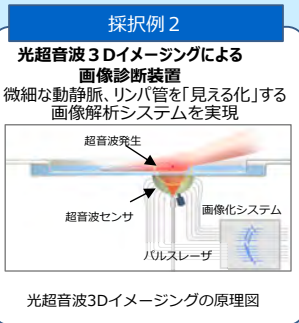 採択例２
光超音波３Dイメージングによる
画像診断装置
微細な動静脈、リンパ管を「見える化」する
画像解析システムを実現
超音波発生
超音波センサ
画像化システム
パルスレーザ
光超音波3Dイメージングの原理図